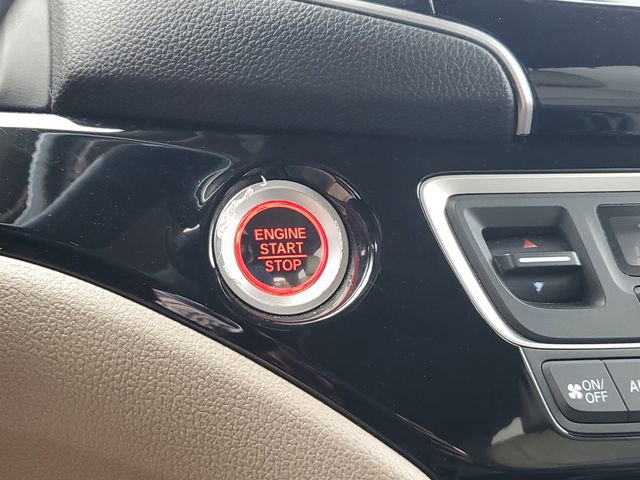 ENGINE
START
STOP
ON/
OFF